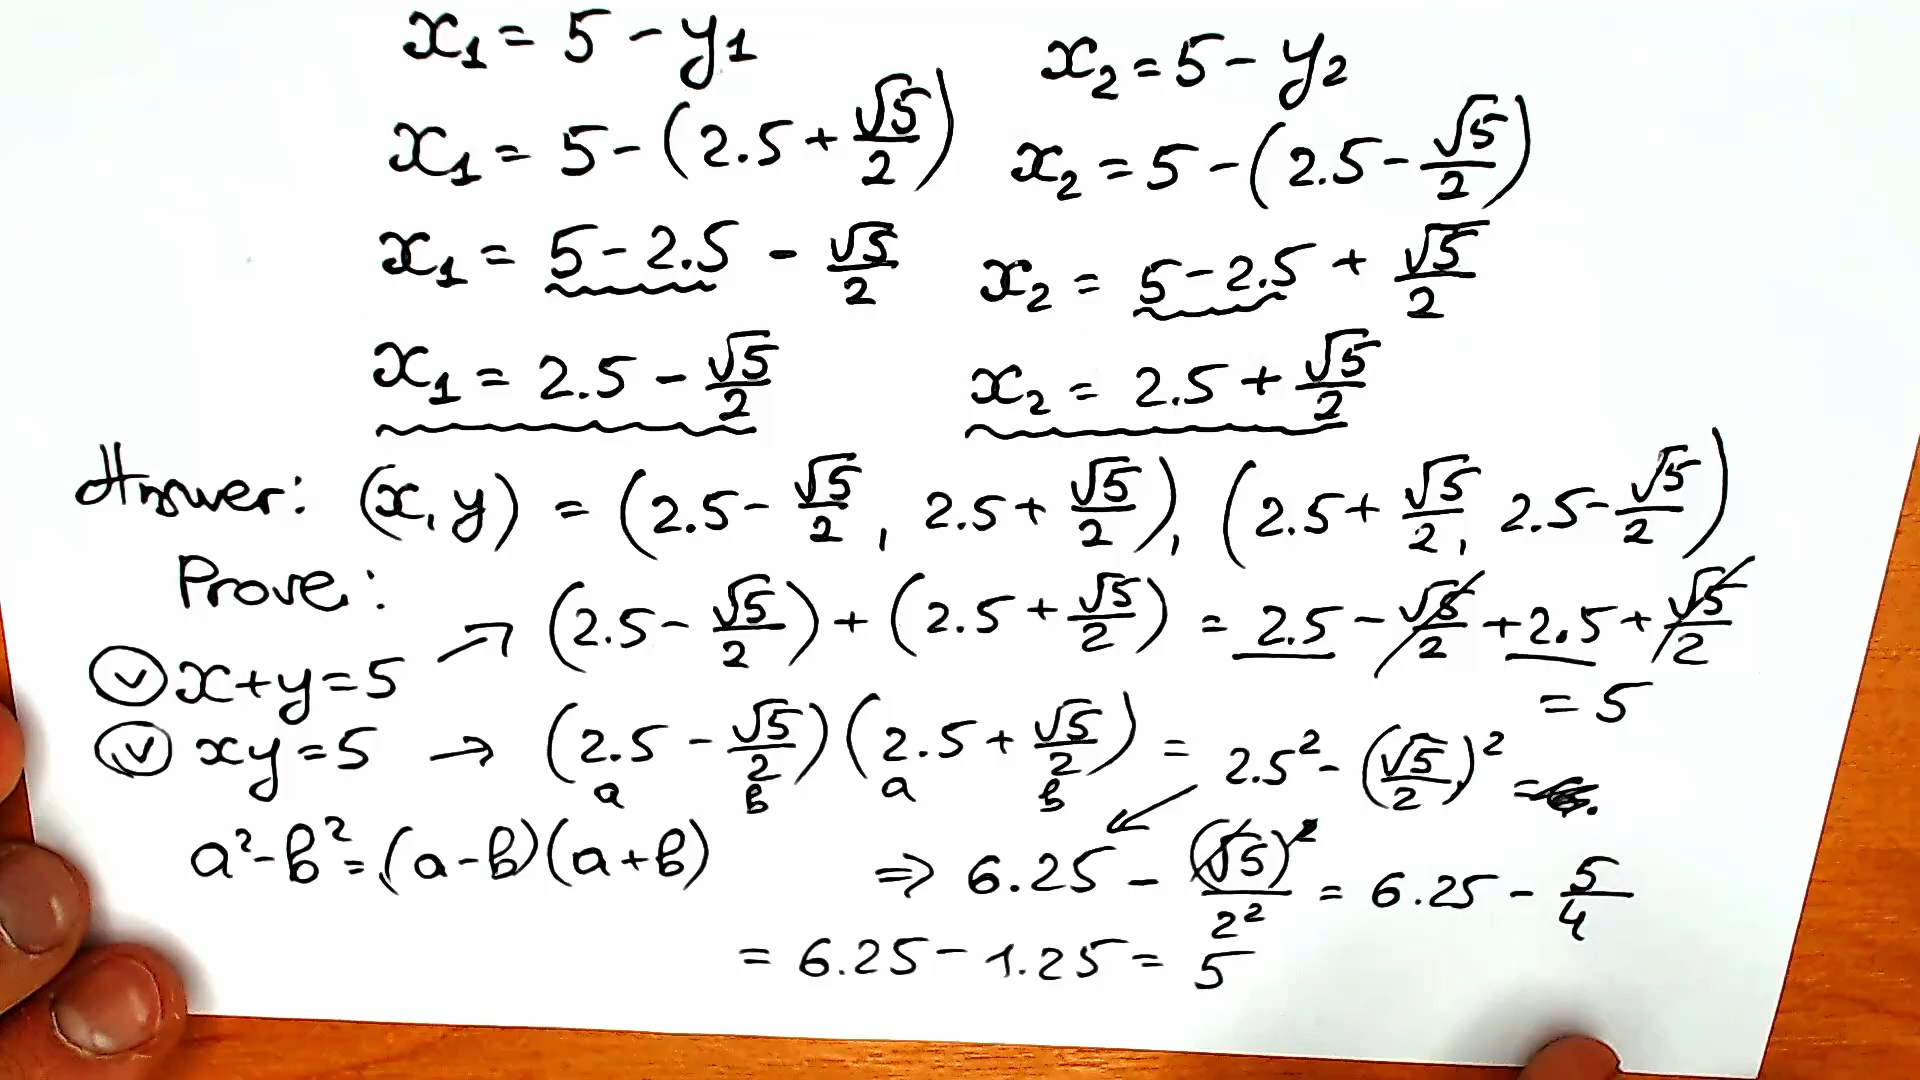 x₁ = 5 - y₁
x₁ = 5 - (2.5 + √5/2)
x₁ = 5 - 2.5 - √5/2
x₁ = 2.5 - √5/2
x₂ = 5 - y₂
x₂ = 5 - (2.5 - √5/2)
x₂ = 5 - 2.5 + √5/2
x₂ = 2.5 + √5/2
Answer: (x, y) = (2.5 - √5/2, 2.5 + √5/2), (2.5 + √5/2, 2.5 - √5/2)
Prove:
x+y=5 → (2.5 - √5/2) + (2.5 + √5/2) = 2.5 - √5/2 + 2.5 + √5/2
= 5
xy=5 → (2.5 - √5/2)(2.5 + √5/2) = 2.5² - (√5/2)² =
a b a b
a² - b² = (a-b)(a+b)
⇒ 6.25 - (√5)²/2² = 6.25 - 5/4
= 6.25 - 1.25 = 5